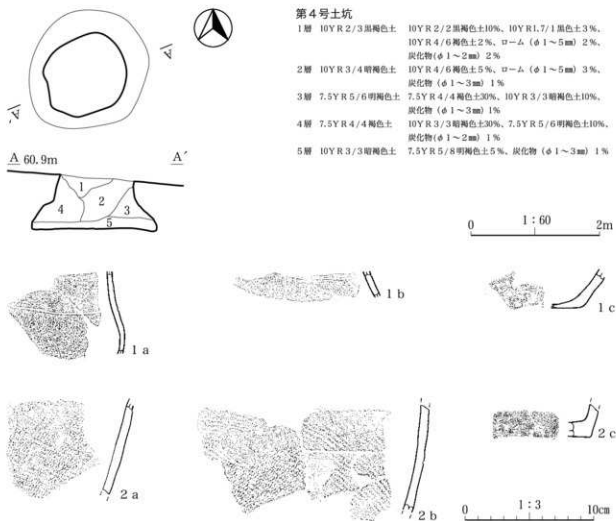 第4号土坑
1層 10YR2/3黒褐色土 10YR2/2黒褐色土10%、10YR1.7/1黒色土3%、
10YR4/6褐色土2%、ローム(φ1～5㎜)2%、
炭化物(φ1～2㎜)2%
2層 10YR3/4暗褐色土 10YR4/6褐色土5%、ローム(φ1～5㎜)3%、
炭化物(φ1～3㎜)1%
3層 7.5YR5/6明褐色土 7.5YR4/4褐色土30%、10YR3/3暗褐色土10%、
炭化物(φ1～3㎜)1%
4層 7.5YR4/4褐色土 10YR3/3暗褐色土30%、7.5YR5/6明褐色土10%、
炭化物(φ1～2㎜)1%
5層 10YR3/3暗褐色土 7.5YR5/8明褐色土5%、炭化物(φ1～3㎜)1%
A´
A
A 60.9m A´
1
2
3
4
5
1:60
0 2m
1a
1b
1c
2a
2b
2c
1:3
0 10cm